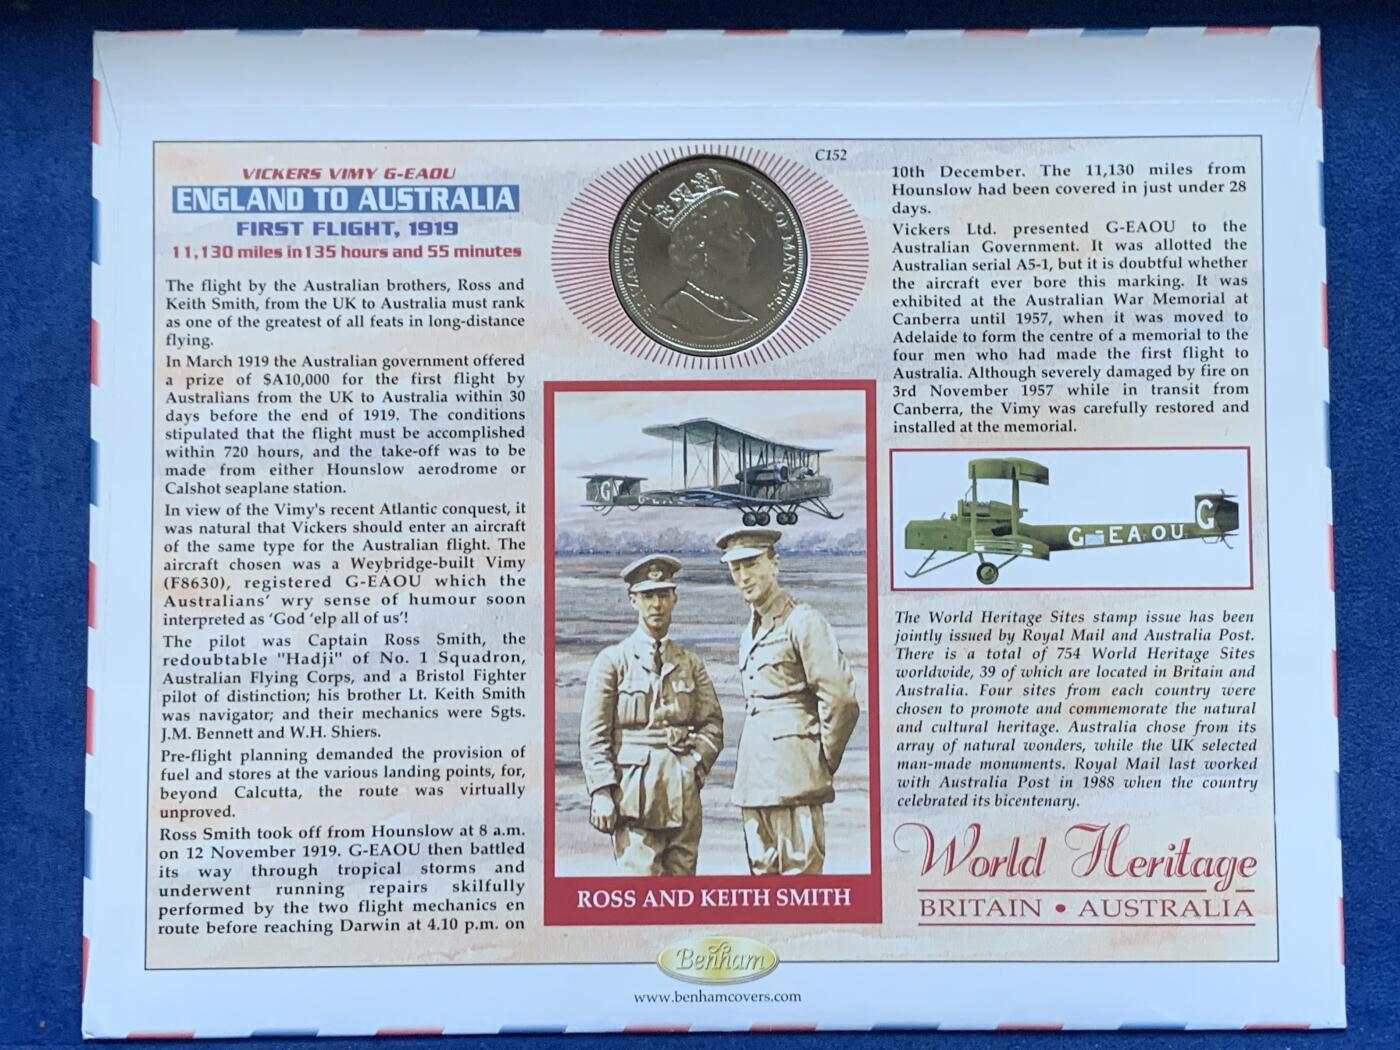 VICKERS VIMY G-EAOU
ENGLAND TO AUSTRALIA
FIRST FLIGHT, 1919
11,130 miles in 135 hours and 55 minutes
The flight by the Australian brothers, Ross and
Keith Smith, from the UK to Australia must rank
as one of the greatest of all feats in long-distance
flying.
In March 1919 the Australian government offered
a prize of $A10,000 for the first flight by
Australians from the UK to Australia within 30
days before the end of 1919. The conditions
stipulated that the flight must be accomplished
within 720 hours, and the take-off was to be
made from either Hounslow aerodrome or
Calshot seaplane station.
In view of the Vimy's recent Atlantic conquest, it
was natural that Vickers should enter an aircraft
of the same type for the Australian flight. The
aircraft chosen was a Weybridge-built Vimy
(F8630), registered G-EAOU which the
Australians' wry sense of humour soon
interpreted as 'God 'elp all of us'!
The pilot was Captain Ross Smith, the
redoubtable "Hadji" of No. 1 Squadron,
Australian Flying Corps, and a Bristol Fighter
pilot of distinction; his brother Lt. Keith Smith
was navigator; and their mechanics were Sgts.
J.M. Bennett and W.H. Shiers.
Pre-flight planning demanded the provision of
fuel and stores at the various landing points, for,
beyond Calcutta, the route was virtually
unproved.
Ross Smith took off from Hounslow at 8 a.m.
on 12 November 1919. G-EAOU then battled
its way through tropical storms and
underwent running repairs skilfully
performed by the two flight mechanics en
route before reaching Darwin at 4.10 p.m. on
C152
ELIZABETH II
ISLE OF MAN · 1994
G
ROSS AND KEITH SMITH
10th December. The 11,130 miles from
Hounslow had been covered in just under 28
days.
Vickers Ltd. presented G-EAOU to the
Australian Government. It was allotted the
Australian serial A5-1, but it is doubtful whether
the aircraft ever bore this marking. It was
exhibited at the Australian War Memorial at
Canberra until 1957, when it was moved to
Adelaide to form the centre of a memorial to the
four men who had made the first flight to
Australia. Although severely damaged by fire on
3rd November 1957 while in transit from
Canberra, the Vimy was carefully restored and
installed at the memorial.
G-EAOU G
The World Heritage Sites stamp issue has been
jointly issued by Royal Mail and Australia Post.
There is a total of 754 World Heritage Sites
worldwide, 39 of which are located in Britain and
Australia. Four sites from each country were
chosen to promote and commemorate the natural
and cultural heritage. Australia chose from its
array of natural wonders, while the UK selected
man-made monuments. Royal Mail last worked
with Australia Post in 1988 when the country
celebrated its bicentenary.
World Heritage
BRITAIN • AUSTRALIA
Benham
www.benhamcovers.com